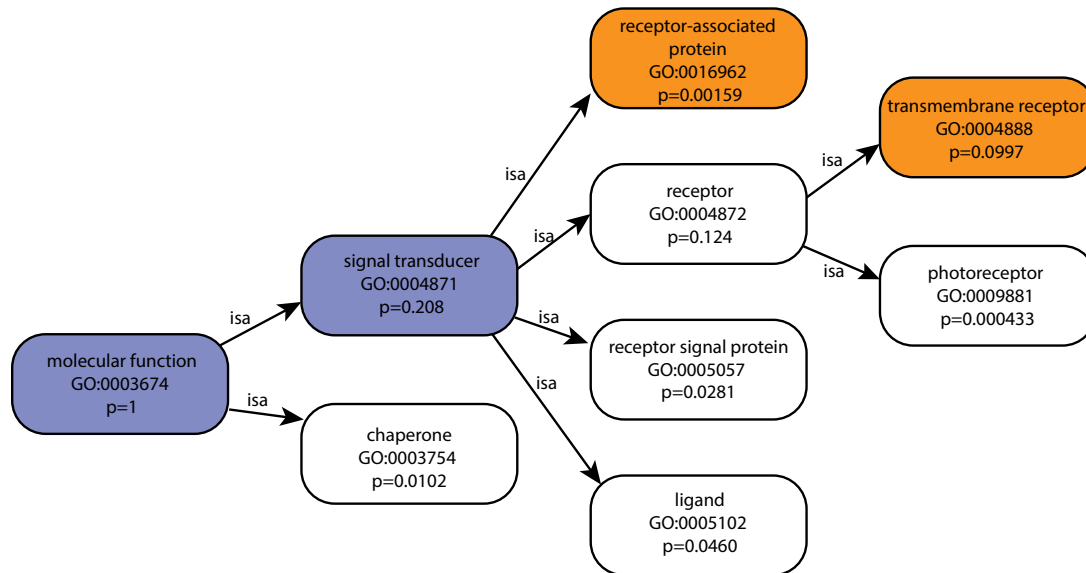 receptor-associated
protein
GO:0016962
p=0.00159
transmembrane receptor
GO:0004888
p=0.0997
isa
isa
receptor
GO:0004872
p=0.124
isa
signal transducer
GO:0004871
p=0.208
isa
photoreceptor
GO:0009881
p=0.000433
isa
isa
receptor signal protein
GO:0005057
p=0.0281
molecular function
GO:0003674
p=1
isa
isa
chaperone
GO:0003754
p=0.0102
ligand
GO:0005102
p=0.0460